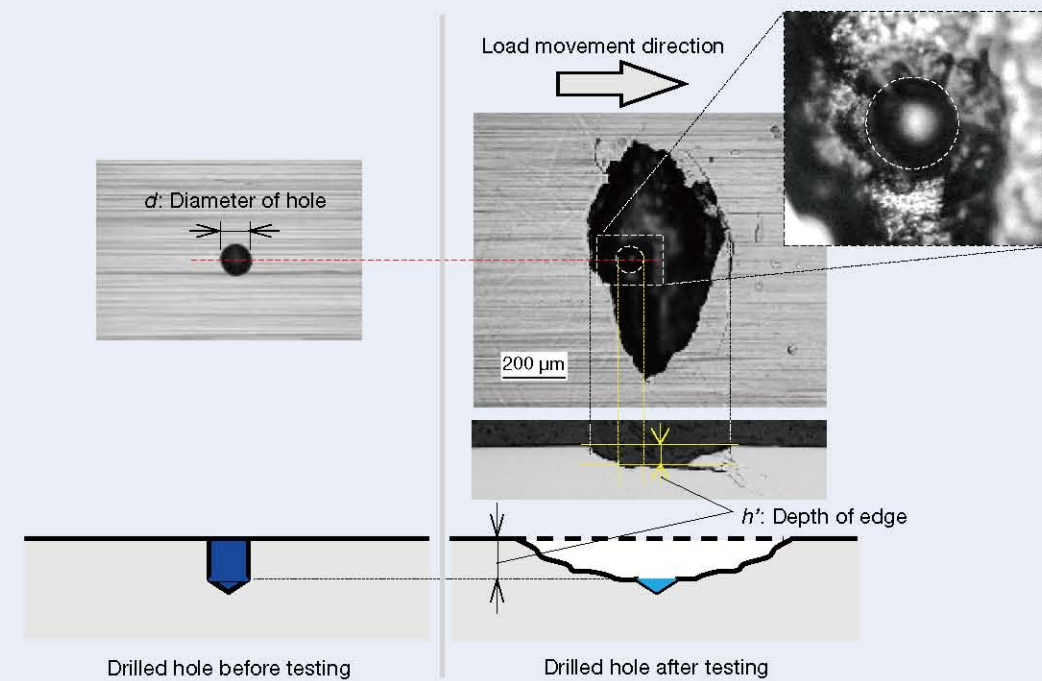 Load movement direction
d: Diameter of hole
200 µm
h’: Depth of edge
Drilled hole before testing
Drilled hole after testing